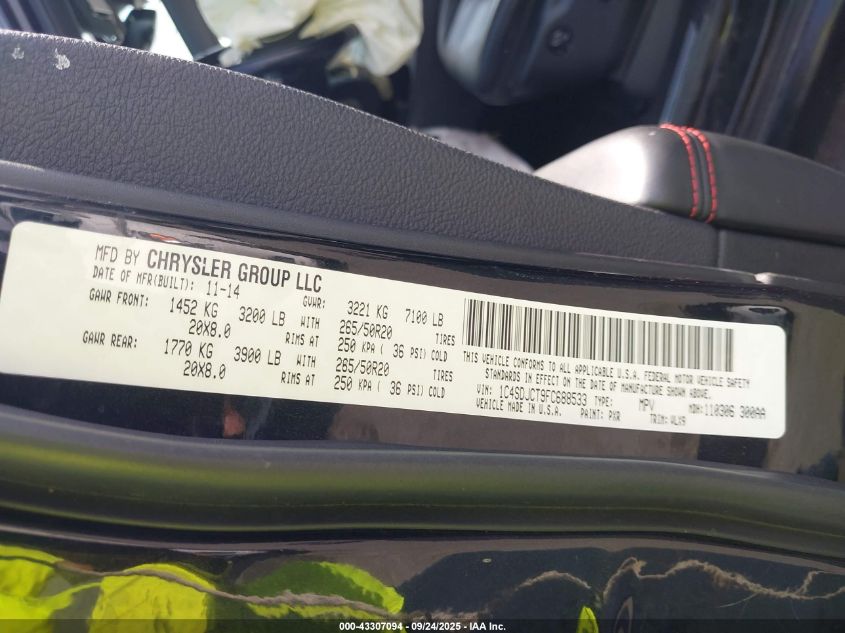 MFD BY CHRYSLER GROUP LLC
DATE OF MFR(BUILT): 11-14 GVWR: 3221 KG 7100 LB
GAWR FRONT: 1452 KG 3200 LB WITH 265/50R20 TIRES
20X8.0 RIMS AT 250 KPA ( 36 PSI) COLD
GAWR REAR: 1770 KG 3900 LB WITH 265/50R20 TIRES
20X8.0 RIMS AT 250 KPA ( 36 PSI) COLD
THIS VEHICLE CONFORMS TO ALL APPLICABLE U.S.A. FEDERAL MOTOR VEHICLE SAFETY
STANDARDS IN EFFECT ON THE DATE OF MANUFACTURE SHOWN ABOVE.
VIN: 1C4SDJCT9FC688533 TYPE: MPV MDH: 110306 300AA
VEHICLE MADE IN U.S.A. PAINT: PXR TRIM: VLX9
000-43307094 - 09/24/2025 - IAA Inc.